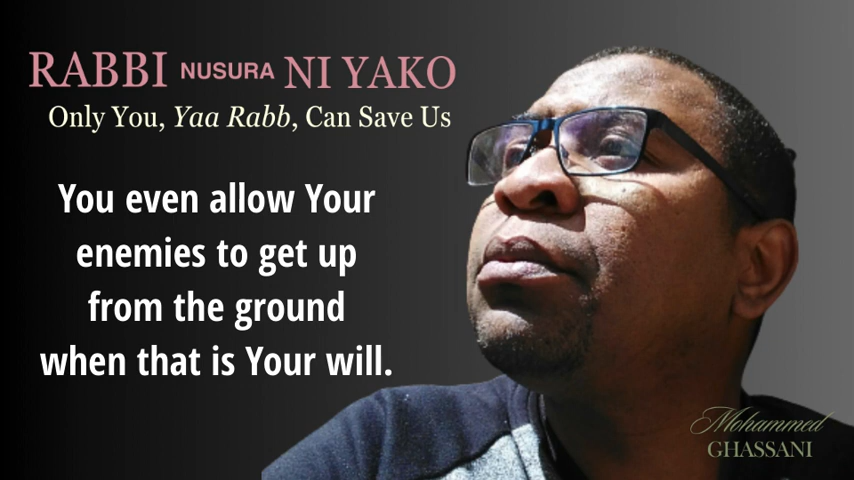 RABBI NUSURA NI YAKO
Only You, Yaa Rabb, Can Save Us
You even allow Your
enemies to get up
from the ground
when that is Your will.
Mohammed
GHASSANI